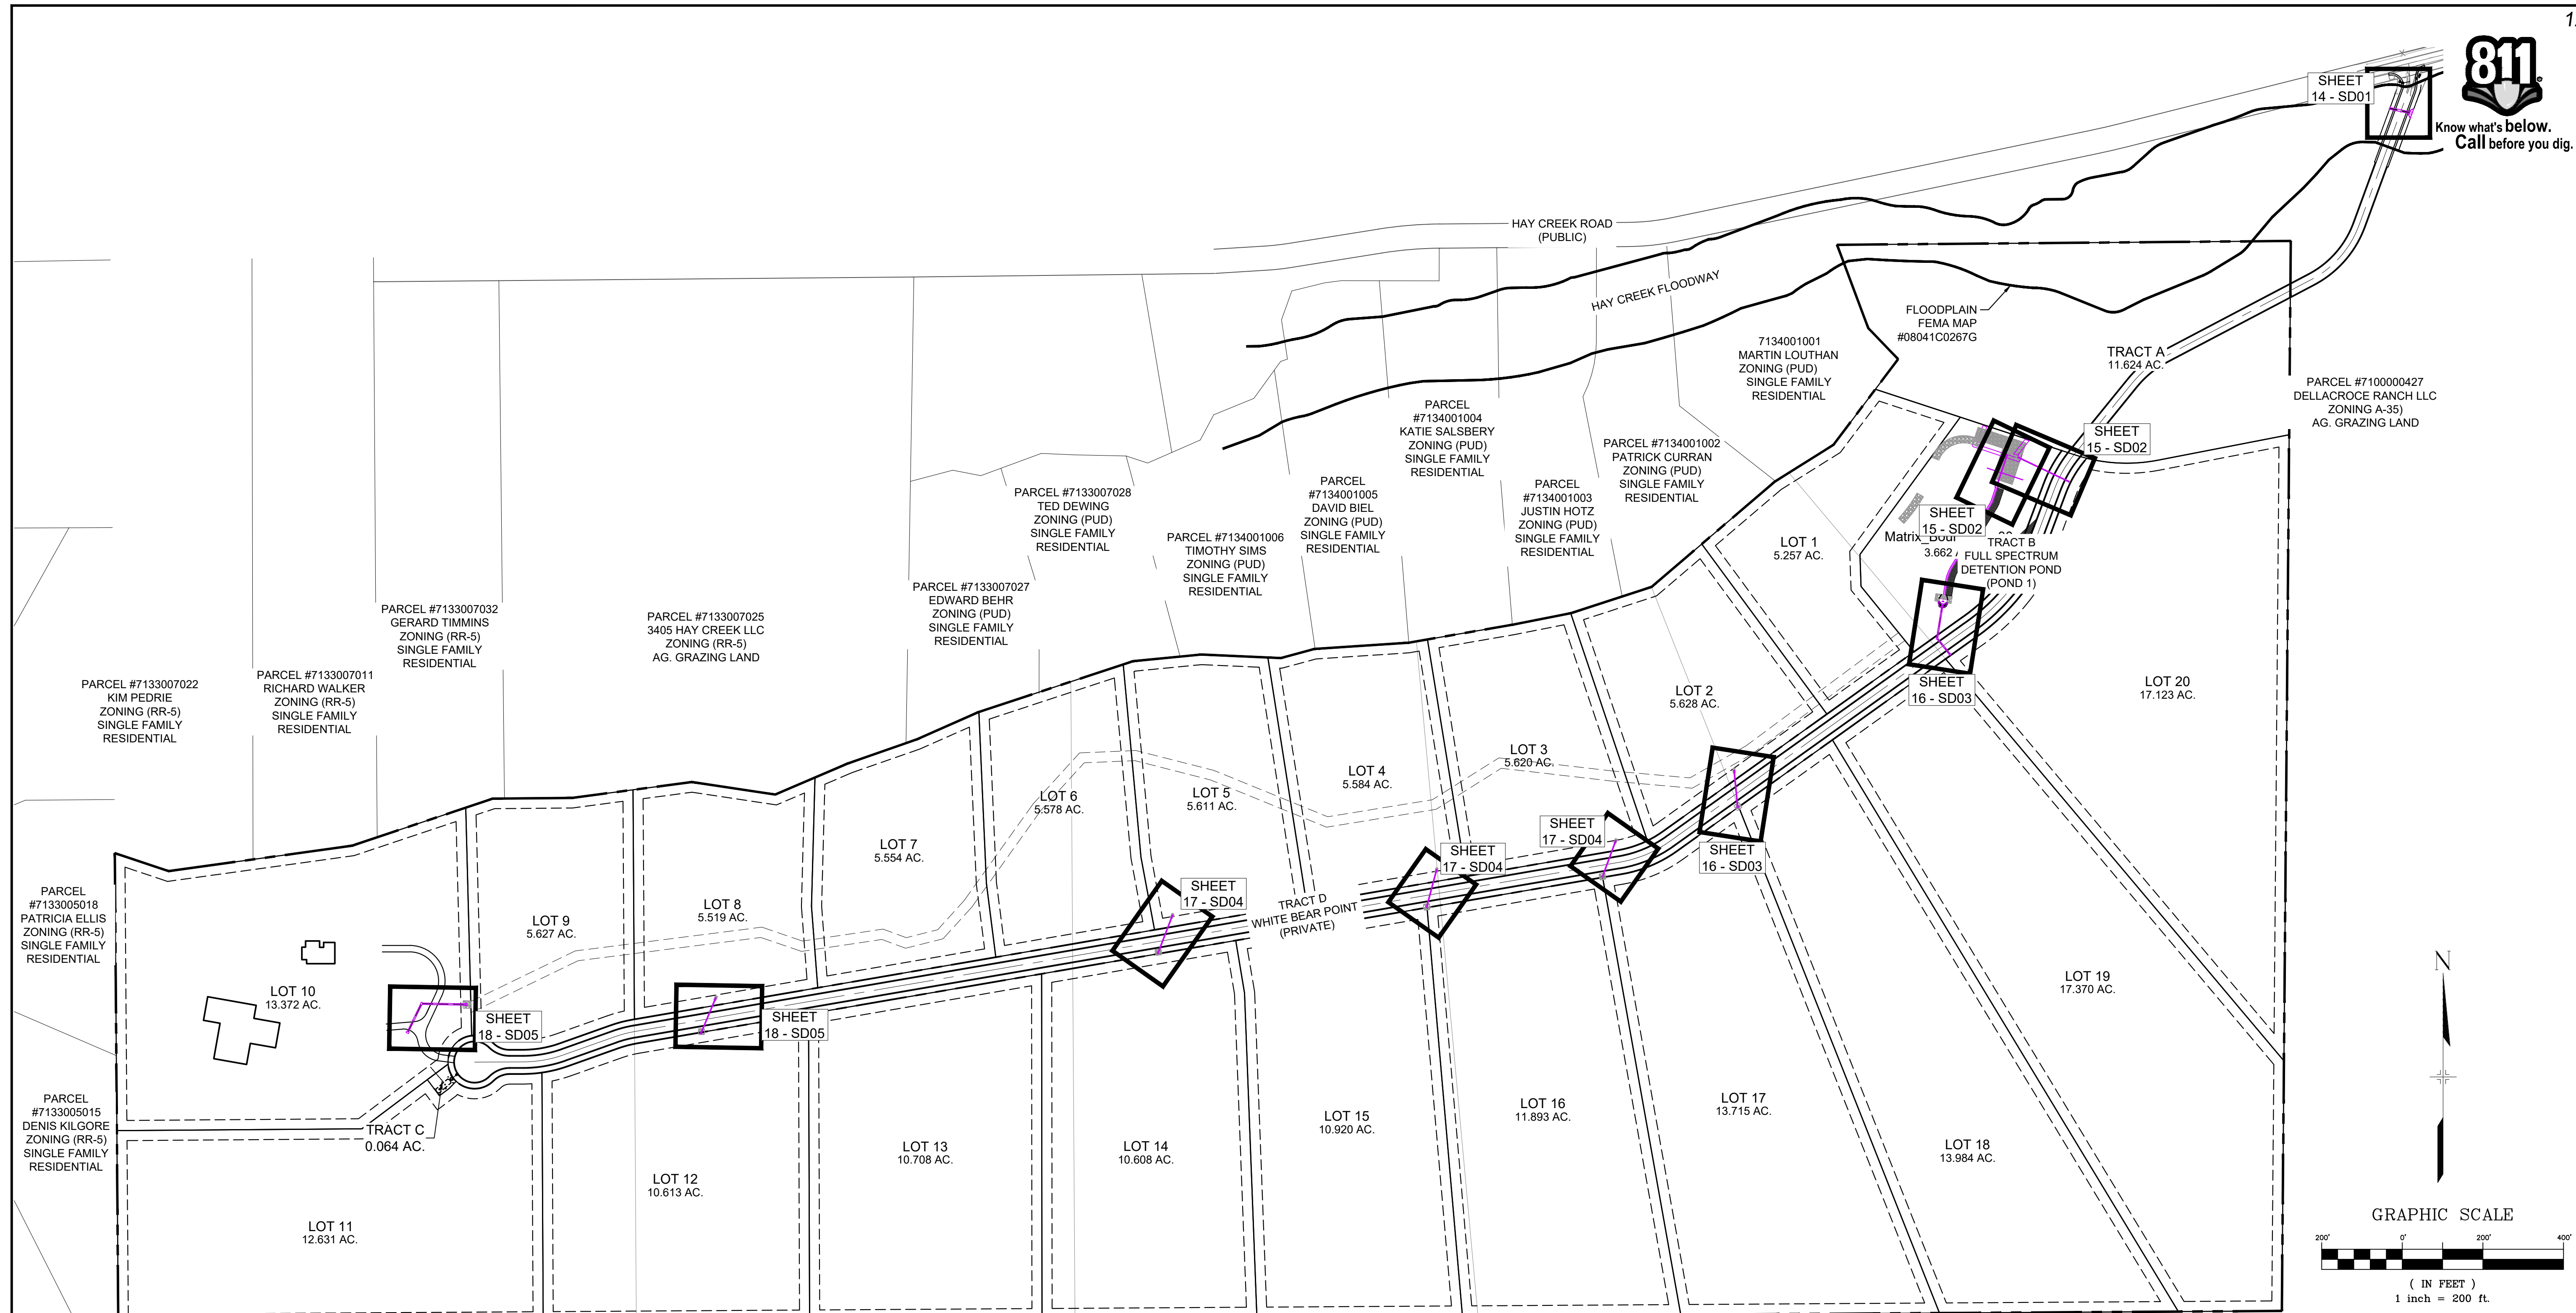 811
Know what's below.
Call before you dig.
SHEET
14 - SD01
HAY CREEK ROAD
(PUBLIC)
HAY CREEK FLOODWAY
FLOODPLAIN
FEMA MAP
#08041C0267G
7134001001
MARTIN LOUTHAN
ZONING (PUD)
SINGLE FAMILY
RESIDENTIAL
TRACT A
11.624 AC.
PARCEL #7100000427
DELLACROCE RANCH LLC
ZONING A-35)
AG. GRAZING LAND
PARCEL
#7134001004
KATIE SALSBERY
ZONING (PUD)
SINGLE FAMILY
RESIDENTIAL
PARCEL #7134001002
PATRICK CURRAN
ZONING (PUD)
SINGLE FAMILY
RESIDENTIAL
SHEET
15 - SD02
PARCEL #7133007028
TED DEWING
ZONING (PUD)
SINGLE FAMILY
RESIDENTIAL
PARCEL
#7134001005
DAVID BIEL
ZONING (PUD)
SINGLE FAMILY
RESIDENTIAL
PARCEL
#7134001003
JUSTIN HOTZ
ZONING (PUD)
SINGLE FAMILY
RESIDENTIAL
PARCEL #7134001006
TIMOTHY SIMS
ZONING (PUD)
SINGLE FAMILY
RESIDENTIAL
SHEET
15 - SD02
LOT 1
5.257 AC.
3.662
TRACT B
FULL SPECTRUM
DETENTION POND
(POND 1)
PARCEL #7133007027
EDWARD BEHR
ZONING (PUD)
SINGLE FAMILY
RESIDENTIAL
PARCEL #7133007032
GERARD TIMMINS
ZONING (RR-5)
SINGLE FAMILY
RESIDENTIAL
PARCEL #7133007025
3405 HAY CREEK LLC
ZONING (RR-5)
AG. GRAZING LAND
PARCEL #7133007022
KIM PEDRIE
ZONING (RR-5)
SINGLE FAMILY
RESIDENTIAL
PARCEL #7133007011
RICHARD WALKER
ZONING (RR-5)
SINGLE FAMILY
RESIDENTIAL
LOT 2
5.628 AC.
SHEET
16 - SD03
LOT 20
17.123 AC.
LOT 3
5.620 AC.
LOT 4
5.584 AC.
LOT 5
5.611 AC.
LOT 6
5.578 AC.
LOT 7
5.554 AC.
LOT 8
5.519 AC.
LOT 9
5.627 AC.
SHEET
17 - SD04
SHEET
17 - SD04
SHEET
17 - SD04
SHEET
16 - SD03
TRACT D
WHITE BEAR POINT
(PRIVATE)
PARCEL
#7133005018
PATRICIA ELLIS
ZONING (RR-5)
SINGLE FAMILY
RESIDENTIAL
LOT 10
13.372 AC.
SHEET
18 - SD05
SHEET
18 - SD05
LOT 19
17.370 AC.
N
PARCEL
#7133005015
DENIS KILGORE
ZONING (RR-5)
SINGLE FAMILY
RESIDENTIAL
TRACT C
0.064 AC.
LOT 11
12.631 AC.
LOT 12
10.613 AC.
LOT 13
10.708 AC.
LOT 14
10.608 AC.
LOT 15
10.920 AC.
LOT 16
11.893 AC.
LOT 17
13.715 AC.
LOT 18
13.984 AC.
GRAPHIC SCALE
200' 0' 200' 400'
( IN FEET )
1 inch = 200 ft.